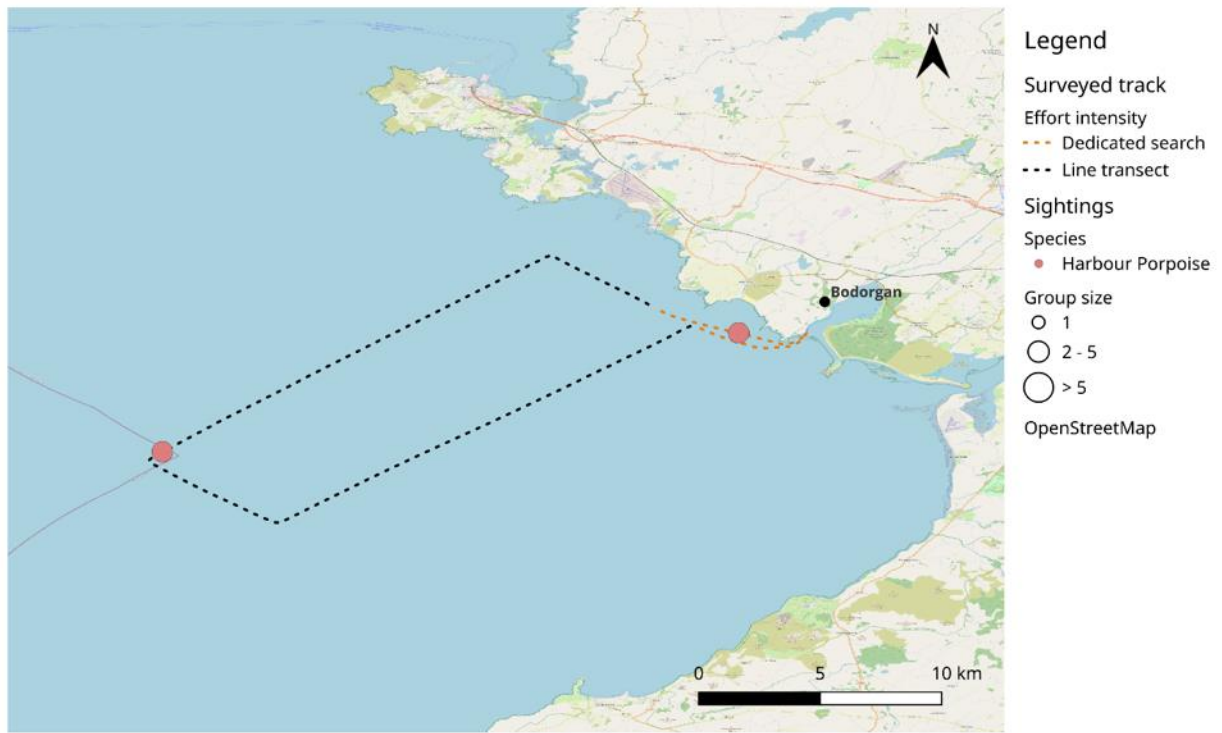 N
Bodorgan
0 5 10 km
Legend
Surveyed track
Effort intensity
Dedicated search
Line transect
Sightings
Species
Harbour Porpoise
Group size
1
2 - 5
> 5
OpenStreetMap